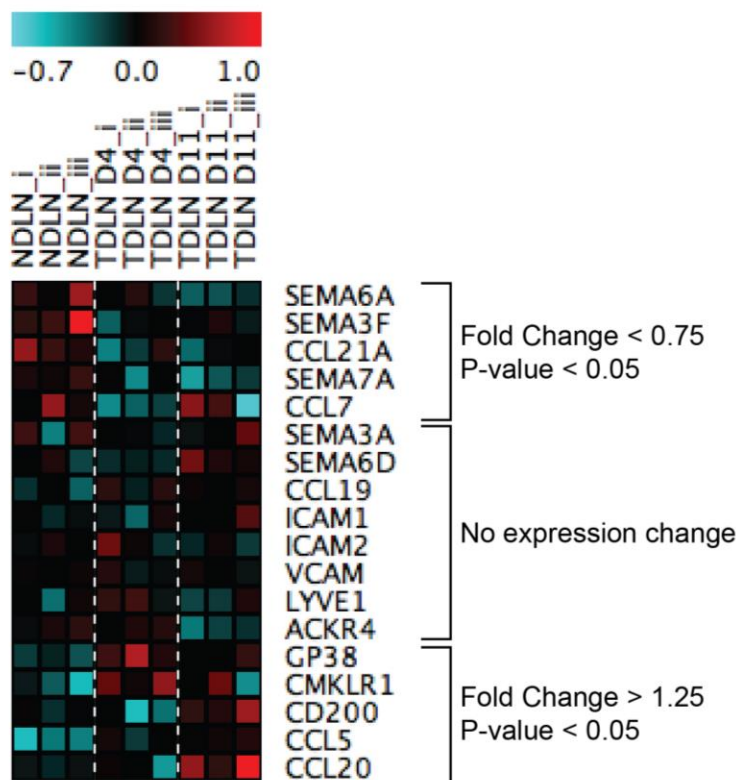 -0.7 0.0 1.0
NDLN_i
NDLN_ii
NDLN_iii
TDLN D4_i
TDLN D4_ii
TDLN D4_iii
TDLN D11_i
TDLN D11_ii
TDLN D11_iii
SEMA6A
SEMA3F
CCL21A
SEMA7A
CCL7
Fold Change < 0.75
P-value < 0.05
SEMA3A
SEMA6D
CCL19
ICAM1
ICAM2
VCAM
LYVE1
ACKR4
No expression change
GP38
CMKLR1
CD200
CCL5
CCL20
Fold Change > 1.25
P-value < 0.05